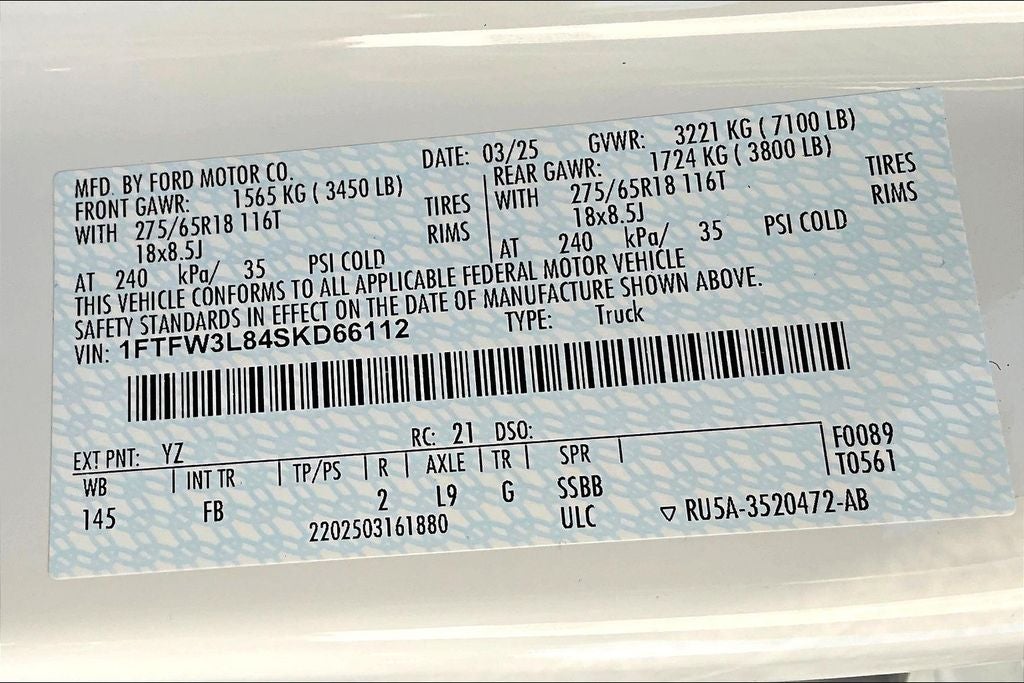 MFD. BY FORD MOTOR CO. DATE: 03/25 GVWR: 3221 KG ( 7100 LB)
FRONT GAWR: 1565 KG ( 3450 LB) REAR GAWR: 1724 KG ( 3800 LB)
WITH 275/65R18 116T TIRES WITH 275/65R18 116T TIRES
18x8.5J RIMS 18x8.5J RIMS
AT 240 kPa/ 35 PSI COLD AT 240 kPa/ 35 PSI COLD
THIS VEHICLE CONFORMS TO ALL APPLICABLE FEDERAL MOTOR VEHICLE
SAFETY STANDARDS IN EFFECT ON THE DATE OF MANUFACTURE SHOWN ABOVE.
VIN: 1FTFW3L84SKD66112 TYPE: Truck
EXT PNT: YZ RC: 21 DSO: F0089
WB INT TR TP/PS R AXLE TR SPR T0561
145 FB 2 L9 G SSBB
2202503161880 ULC ▽ RU5A-3520472-AB